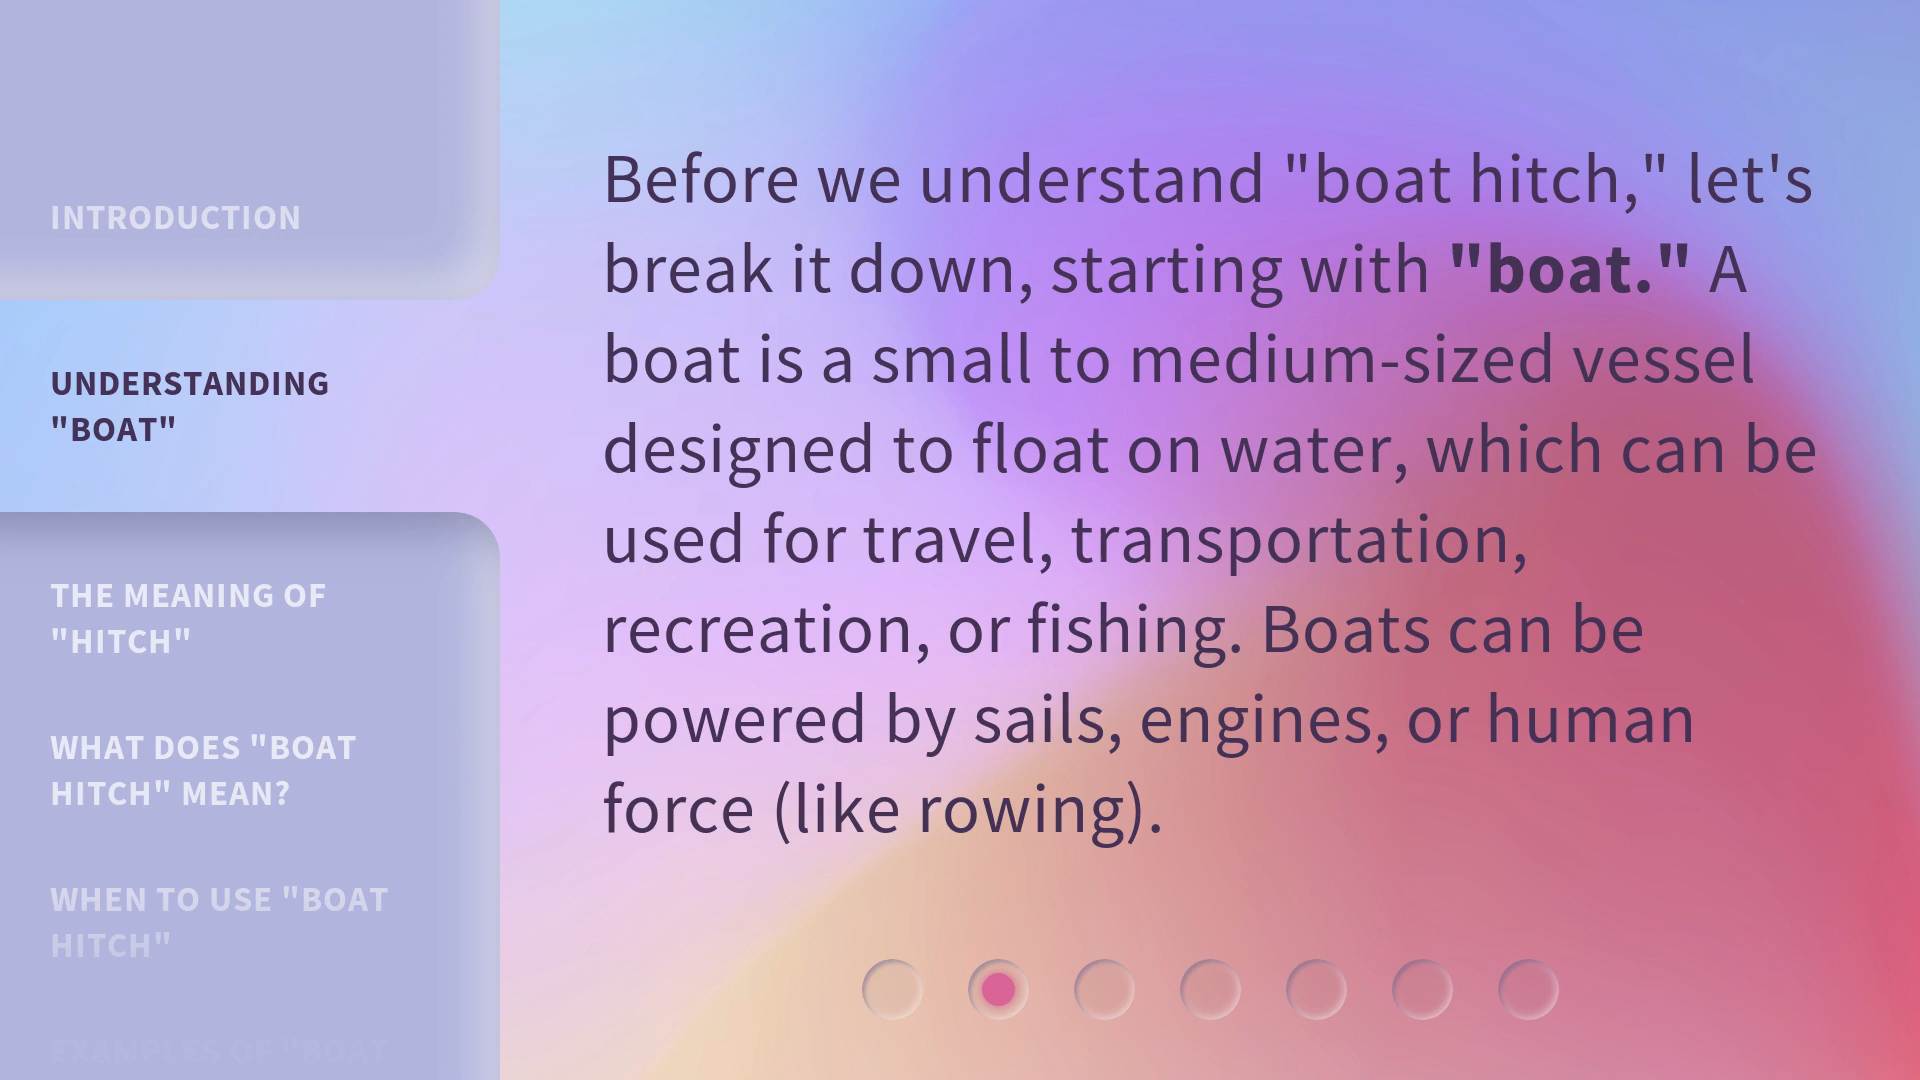 INTRODUCTION
UNDERSTANDING
"BOAT"
THE MEANING OF
"HITCH"
WHAT DOES "BOAT
HITCH" MEAN?
WHEN TO USE "BOAT
HITCH"
EXAMPLES OF "BOAT
Before we understand "boat hitch," let's
break it down, starting with "boat." A
boat is a small to medium-sized vessel
designed to float on water, which can be
used for travel, transportation,
recreation, or fishing. Boats can be
powered by sails, engines, or human
force (like rowing).